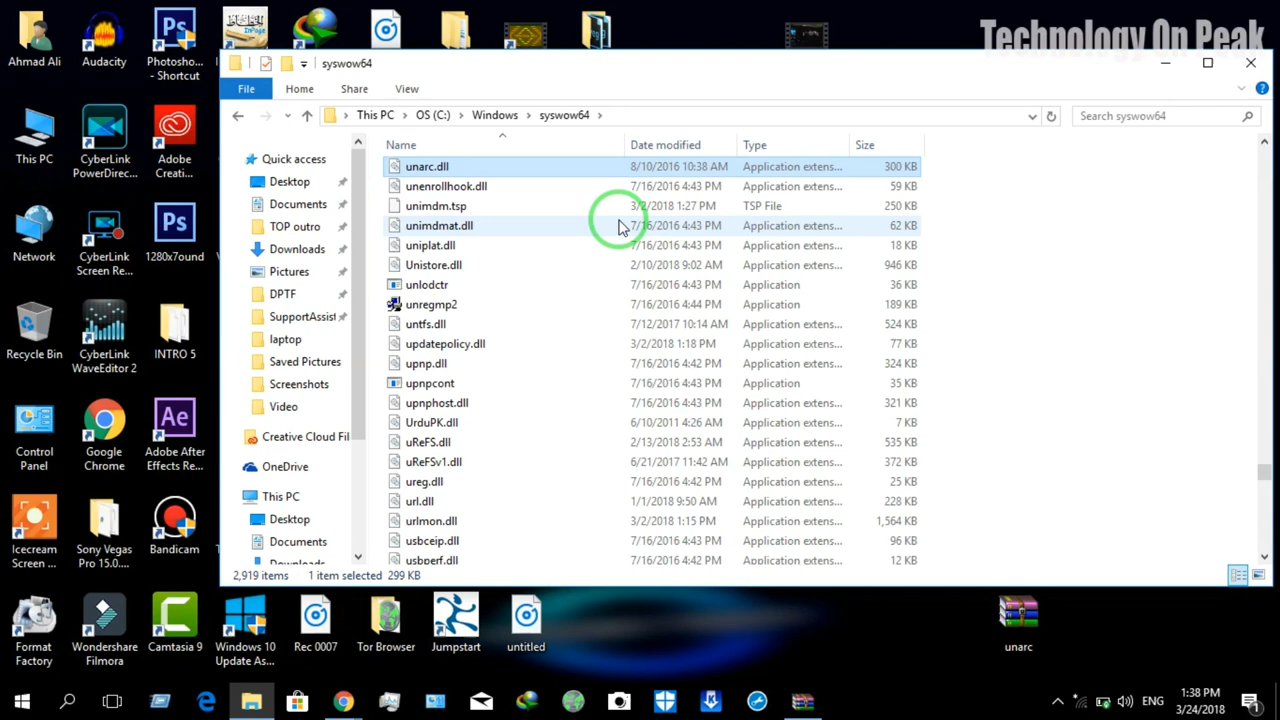 Technology On Peak
Ahmad Ali
Audacity
Photosho...
- Shortcut
syswow64
File
Home
Share
View
This PC
OS (C:)
Windows
syswow64
Search syswow64
This PC
CyberLink
PowerDirec...
Adobe
Creati...
Network
CyberLink
Screen Re...
1280x7ound
Recycle Bin
CyberLink
WaveEditor 2
INTRO 5
Control
Panel
Google
Chrome
Adobe After
Effects Re...
Icecream
Screen ...
Sony Vegas
Pro 15.0....
Bandicam
Quick access
Desktop
Documents
TOP outro
Downloads
Pictures
DPTF
SupportAssist
laptop
Saved Pictures
Screenshots
Video
Creative Cloud Fil
OneDrive
This PC
Desktop
Documents
Downloads
Name Date modified Type Size
unarc.dll 8/10/2016 10:38 AM Application extens... 300 KB
unenrollhook.dll 7/16/2016 4:43 PM Application extens... 59 KB
unimdm.tsp 3/2/2018 1:27 PM TSP File 250 KB
unimdmat.dll 7/16/2016 4:43 PM Application extens... 62 KB
uniplat.dll 7/16/2016 4:43 PM Application extens... 18 KB
Unistore.dll 2/10/2018 9:02 AM Application extens... 946 KB
unlodctr 7/16/2016 4:43 PM Application 36 KB
unregmp2 7/16/2016 4:44 PM Application 189 KB
untfs.dll 7/12/2017 10:14 AM Application extens... 524 KB
updatepolicy.dll 3/2/2018 1:18 PM Application extens... 77 KB
upnp.dll 7/16/2016 4:42 PM Application extens... 324 KB
upnpcont 7/16/2016 4:43 PM Application 35 KB
upnphost.dll 7/16/2016 4:43 PM Application extens... 321 KB
UrduPK.dll 6/10/2011 4:26 AM Application extens... 7 KB
uReFS.dll 2/13/2018 2:53 AM Application extens... 535 KB
uReFSv1.dll 6/21/2017 11:42 AM Application extens... 372 KB
ureg.dll 7/16/2016 4:42 PM Application extens... 25 KB
url.dll 1/1/2018 9:50 AM Application extens... 228 KB
urlmon.dll 3/2/2018 1:15 PM Application extens... 1,564 KB
usbceip.dll 7/16/2016 4:43 PM Application extens... 96 KB
usbperf.dll 7/16/2016 4:43 PM Application extens... 12 KB
2,919 items 1 item selected 299 KB
Format
Factory
Wondershare
Filmora
Camtasia 9
Windows 10
Update As...
Rec 0007
Tor Browser
Jumpstart
untitled
unarc
ENG
1:38 PM
3/24/2018